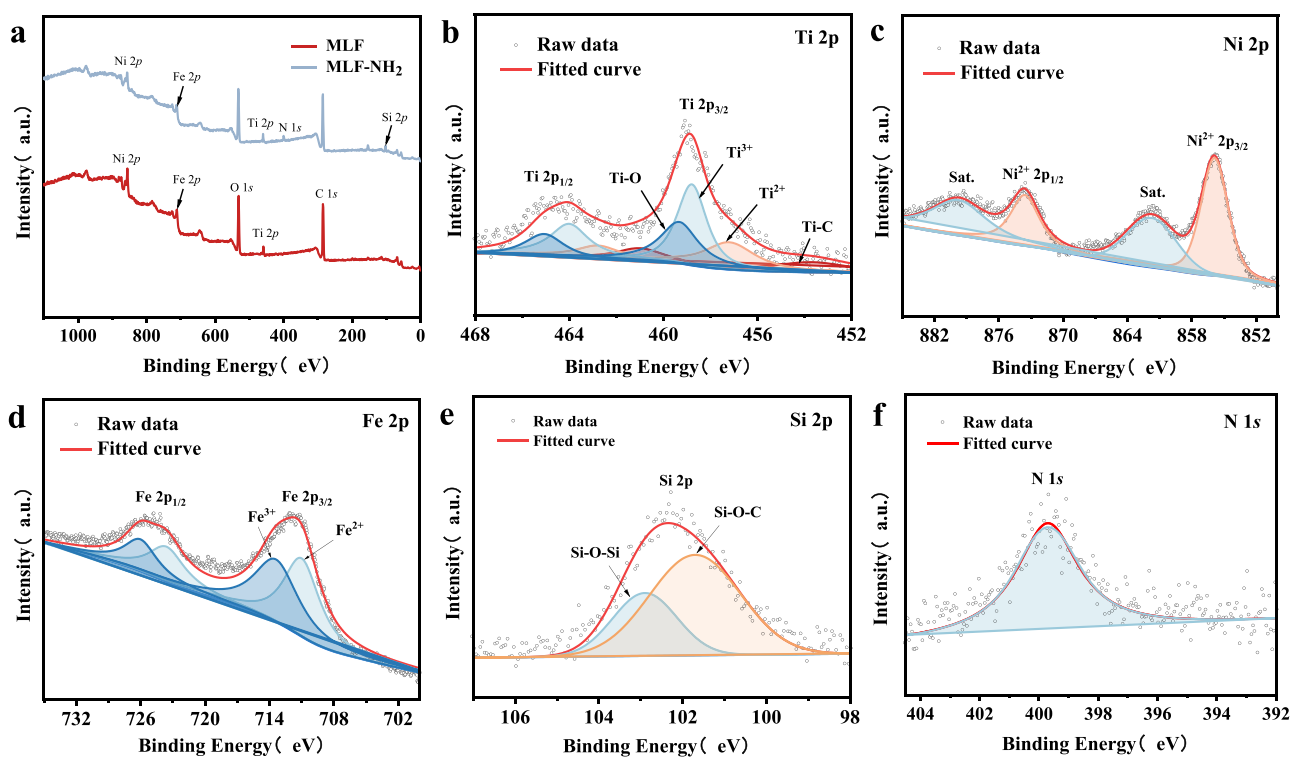 a
MLF
MLF-NH2
Ni 2p
Fe 2p
Ti 2p
N 1s
Si 2p
Ni 2p
Fe 2p
O 1s
C 1s
Ti 2p
Intensity( a.u.)
1000 800 600 400 200 0
Binding Energy( eV)
b
Raw data
Fitted curve
Ti 2p
Ti 2p3/2
Ti 2p1/2
Ti-O
Ti3+
Ti2+
Ti-C
Intensity( a.u.)
468 464 460 456 452
Binding Energy( eV)
c
Raw data
Fitted curve
Ni 2p
Ni2+ 2p3/2
Sat.
Ni2+ 2p1/2
Sat.
Intensity( a.u.)
882 876 870 864 858 852
Binding Energy( eV)
d
Raw data
Fitted curve
Fe 2p
Fe 2p1/2
Fe 2p3/2
Fe3+
Fe2+
Intensity( a.u.)
732 726 720 714 708 702
Binding Energy( eV)
e
Raw data
Fitted curve
Si 2p
Si 2p
Si-O-C
Si-O-Si
Intensity( a.u.)
106 104 102 100 98
Binding Energy( eV)
f
Raw data
Fitted curve
N 1s
N 1s
Intensity( a.u.)
404 402 400 398 396 394 392
Binding Energy( eV)